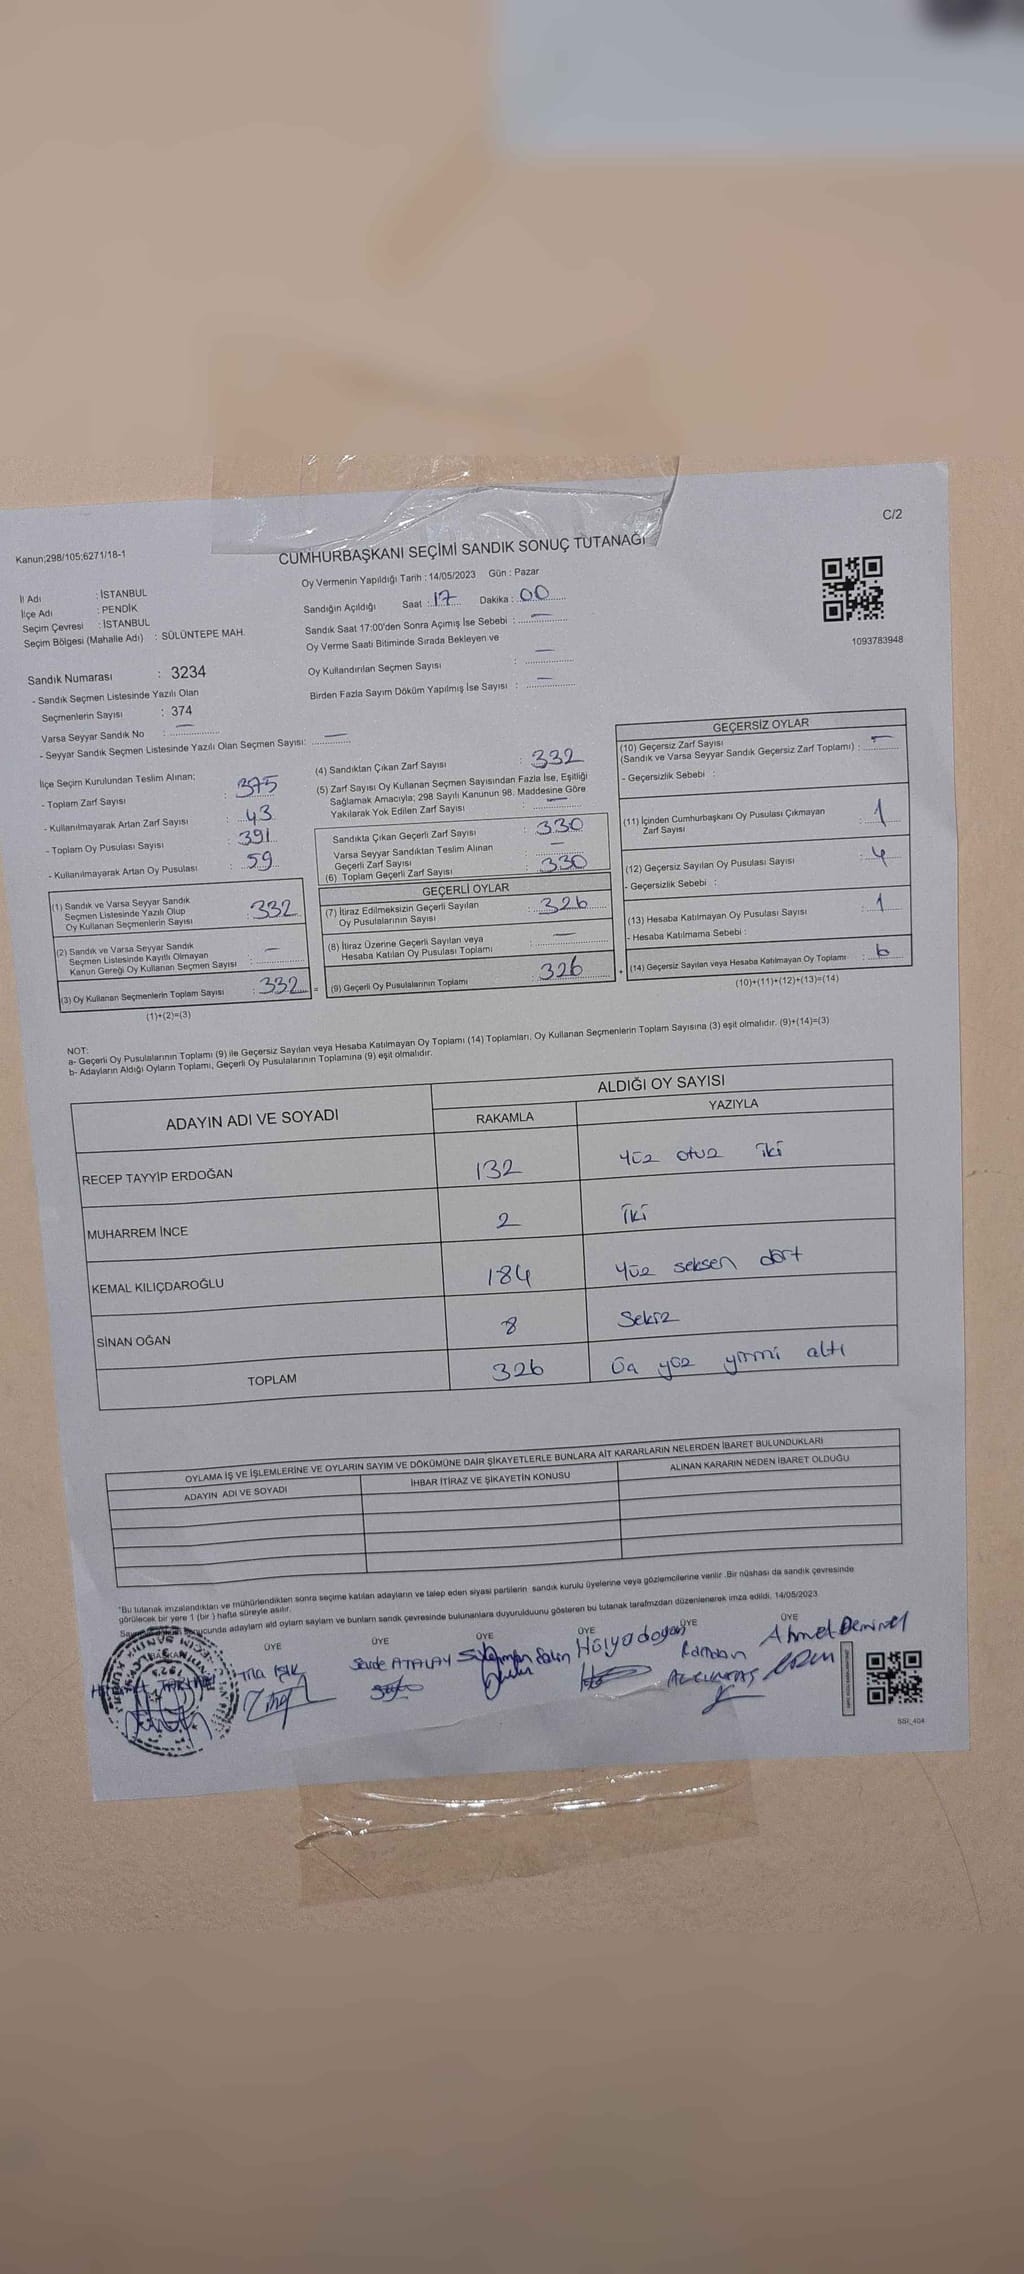 C/2
Kanun;298/105;6271/18-1
CUMHURBAŞKANI SEÇİMİ SANDIK SONUÇ TUTANAĞI
Oy Vermenin Yapıldığı Tarih : 14/05/2023 Gün : Pazar
İl Adı : İSTANBUL
İlçe Adı : PENDİK
Seçim Çevresi : İSTANBUL
Seçim Bölgesi (Mahalle Adı) : SÜLÜNTEPE MAH.
Sandığın Açıldığı Saat : 17 Dakika : 00
Sandık Saat 17:00'den Sonra Açımış İse Sebebi : —
Oy Verme Saati Bitiminde Sırada Bekleyen ve
Oy Kullandırılan Seçmen Sayısı : —
Birden Fazla Sayım Döküm Yapılmış İse Sayısı : —
1093783948
Sandık Numarası : 3234
- Sandık Seçmen Listesinde Yazılı Olan
Seçmenlerin Sayısı : 374
Varsa Seyyar Sandık No : —
- Seyyar Sandık Seçmen Listesinde Yazılı Olan Seçmen Sayısı: —
İlçe Seçim Kurulundan Teslim Alınan;
- Toplam Zarf Sayısı : 375
- Kullanılmayarak Artan Zarf Sayısı : 43
- Toplam Oy Pusulası Sayısı : 391
- Kullanılmayarak Artan Oy Pusulası : 59
(1) Sandık ve Varsa Seyyar Sandık
Seçmen Listesinde Yazılı Olup
Oy Kullanan Seçmenlerin Sayısı : 332
(2) Sandık ve Varsa Seyyar Sandık
Seçmen Listesinde Kayıtlı Olmayan
Kanun Gereği Oy Kullanan Seçmen Sayısı : —
(3) Oy Kullanan Seçmenlerin Toplam Sayısı : 332
(1)+(2)=(3)
(4) Sandıktan Çıkan Zarf Sayısı : 332
(5) Zarf Sayısı Oy Kullanan Seçmen Sayısından Fazla İse, Eşitliği
Sağlamak Amacıyla; 298 Sayılı Kanunun 98. Maddesine Göre
Yakılarak Yok Edilen Zarf Sayısı : —
Sandıkta Çıkan Geçerli Zarf Sayısı : 330
Varsa Seyyar Sandıktan Teslim Alınan
Geçerli Zarf Sayısı : —
(6) Toplam Geçerli Zarf Sayısı : 330
GEÇERLİ OYLAR
(7) İtiraz Edilmeksizin Geçerli Sayılan
Oy Pusulalarının Sayısı : 326
(8) İtiraz Üzerine Geçerli Sayılan veya
Hesaba Katılan Oy Pusulası Toplamı : —
(9) Geçerli Oy Pusulalarının Toplamı : 326
GEÇERSİZ OYLAR
(10) Geçersiz Zarf Sayısı
(Sandık ve Varsa Seyyar Sandık Geçersiz Zarf Toplamı) : —
- Geçersizlik Sebebi :
(11) İçinden Cumhurbaşkanı Oy Pusulası Çıkmayan
Zarf Sayısı : 1
(12) Geçersiz Sayılan Oy Pusulası Sayısı : 4
- Geçersizlik Sebebi :
(13) Hesaba Katılmayan Oy Pusulası Sayısı : 1
- Hesaba Katılmama Sebebi :
(14) Geçersiz Sayılan veya Hesaba Katılmayan Oy Toplamı : 6
(10)+(11)+(12)+(13)=(14)
NOT:
a- Geçerli Oy Pusulalarının Toplamı (9) ile Geçersiz Sayılan veya Hesaba Katılmayan Oy Toplamı (14) Toplamları, Oy Kullanan Seçmenlerin Toplam Sayısına (3) eşit olmalıdır. (9)+(14)=(3)
b- Adayların Aldığı Oyların Toplamı, Geçerli Oy Pusulalarının Toplamına (9) eşit olmalıdır.
ADAYIN ADI VE SOYADI
ALDIĞI OY SAYISI
RAKAMLA YAZIYLA
RECEP TAYYİP ERDOĞAN 132 Yüz otuz iki
MUHARREM İNCE 2 İki
KEMAL KILIÇDAROĞLU 184 Yüz seksen dört
SİNAN OĞAN 8 Sekiz
TOPLAM 326 Üç yüz yirmi altı
OYLAMA İŞ VE İŞLEMLERİNE VE OYLARIN SAYIM VE DÖKÜMÜNE DAİR ŞİKAYETLERLE BUNLARA AİT KARARLARIN NELERDEN İBARET BULUNDUKLARI
ADAYIN ADI VE SOYADI İHBAR İTİRAZ VE ŞİKAYETİN KONUSU ALINAN KARARIN NEDEN İBARET OLDUĞU
*Bu tutanak imzalandıktan ve mühürlendikten sonra seçime katılan adayların ve talep eden siyasi partilerin sandık kurulu üyelerine veya gözlemcilerine verilir .Bir nüshası da sandık çevresinde
görülecek bir yere 1 (bir ) hafta süreyle asılır.
adaylam ald oylam saylam ve bunlarn sandk çevresinde bulunanlara duyurulduunu gösteren bu tutanak tarafmzdan düzenlenerek imza edildi. 14/05/2023
BAŞKAN ÜYE ÜYE ÜYE ÜYE ÜYE ÜYE
IŞIK ATALAY Hülya doğan Ramdan Ahmet Demirel
SSI_404